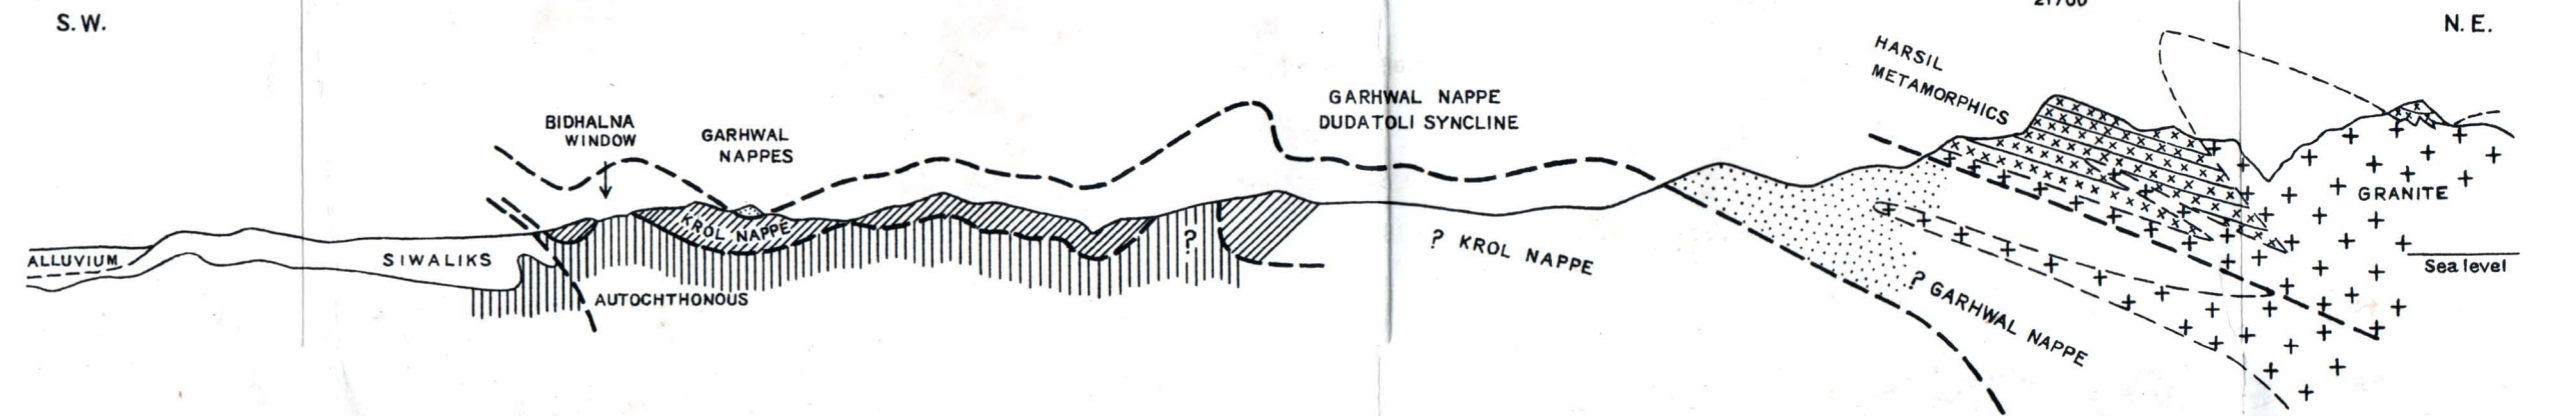 S.W.
N.E.
HARSIL
METAMORPHICS
GARHWAL NAPPE
DUDATOLI SYNCLINE
BIDHALNA
WINDOW
GARHWAL
NAPPES
GRANITE
KROL NAPPE
?
? KROL NAPPE
ALLUVIUM
SIWALIKS
Sea level
AUTOCHTHONOUS
? GARHWAL NAPPE